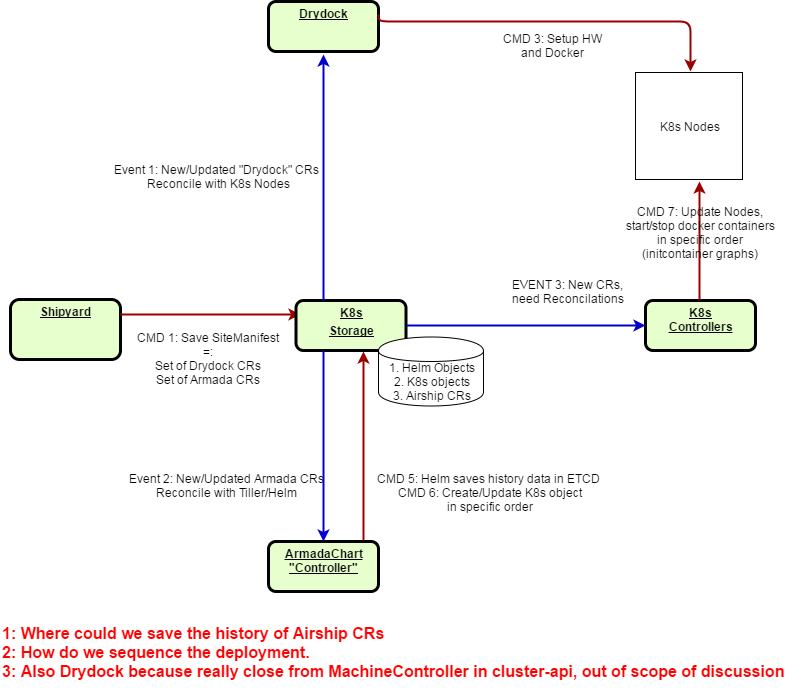 Drydock
CMD 3: Setup HW
and Docker
K8s Nodes
Event 1: New/Updated "Drydock" CRs
Reconcile with K8s Nodes
CMD 7: Update Nodes,
start/stop docker containers
in specific order
(initcontainer graphs)
EVENT 3: New CRs,
need Reconcilations
Shipyard
K8s
Storage
K8s
Controllers
CMD 1: Save SiteManifest
=:
Set of Drydock CRs
Set of Armada CRs
1. Helm Objects
2. K8s objects
3. Airship CRs
Event 2: New/Updated Armada CRs
Reconcile with Tiller/Helm
CMD 5: Helm saves history data in ETCD
CMD 6: Create/Update K8s object
in specific order
ArmadaChart
"Controller"
1: Where could we save the history of Airship CRs
2: How do we sequence the deployment.
3: Also Drydock because really close from MachineController in cluster-api, out of scope of discussion